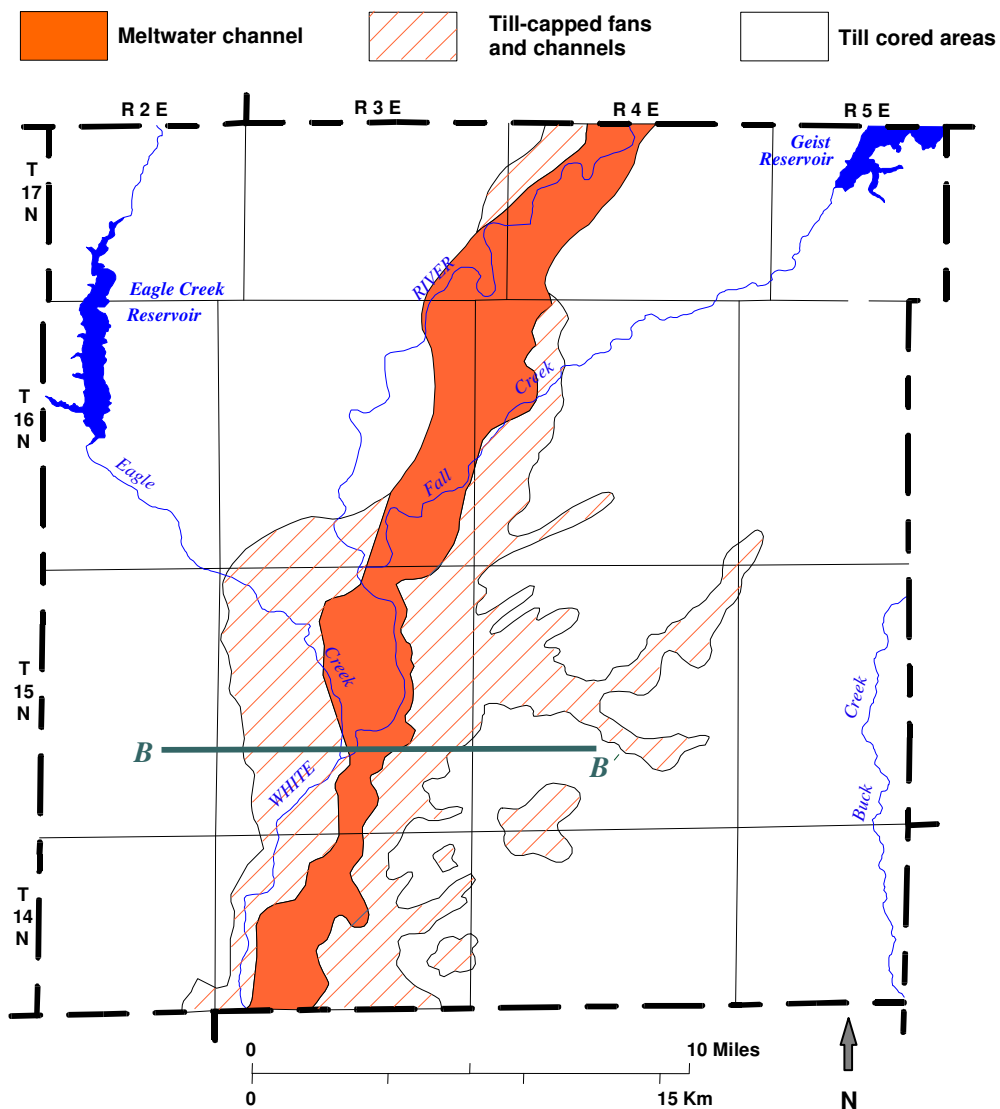 Meltwater channel
Till-capped fans
and channels
Till cored areas
R 2 E
R 3 E
R 4 E
R 5 E
T
17
N
Geist
Reservoir
RIVER
Eagle Creek
Reservoir
T
16
N
Creek
Eagle
Fall
T
15
N
Creek
Creek
B
B´
WHITE
Buck
T
14
N
0
10 Miles
0
15 Km
N